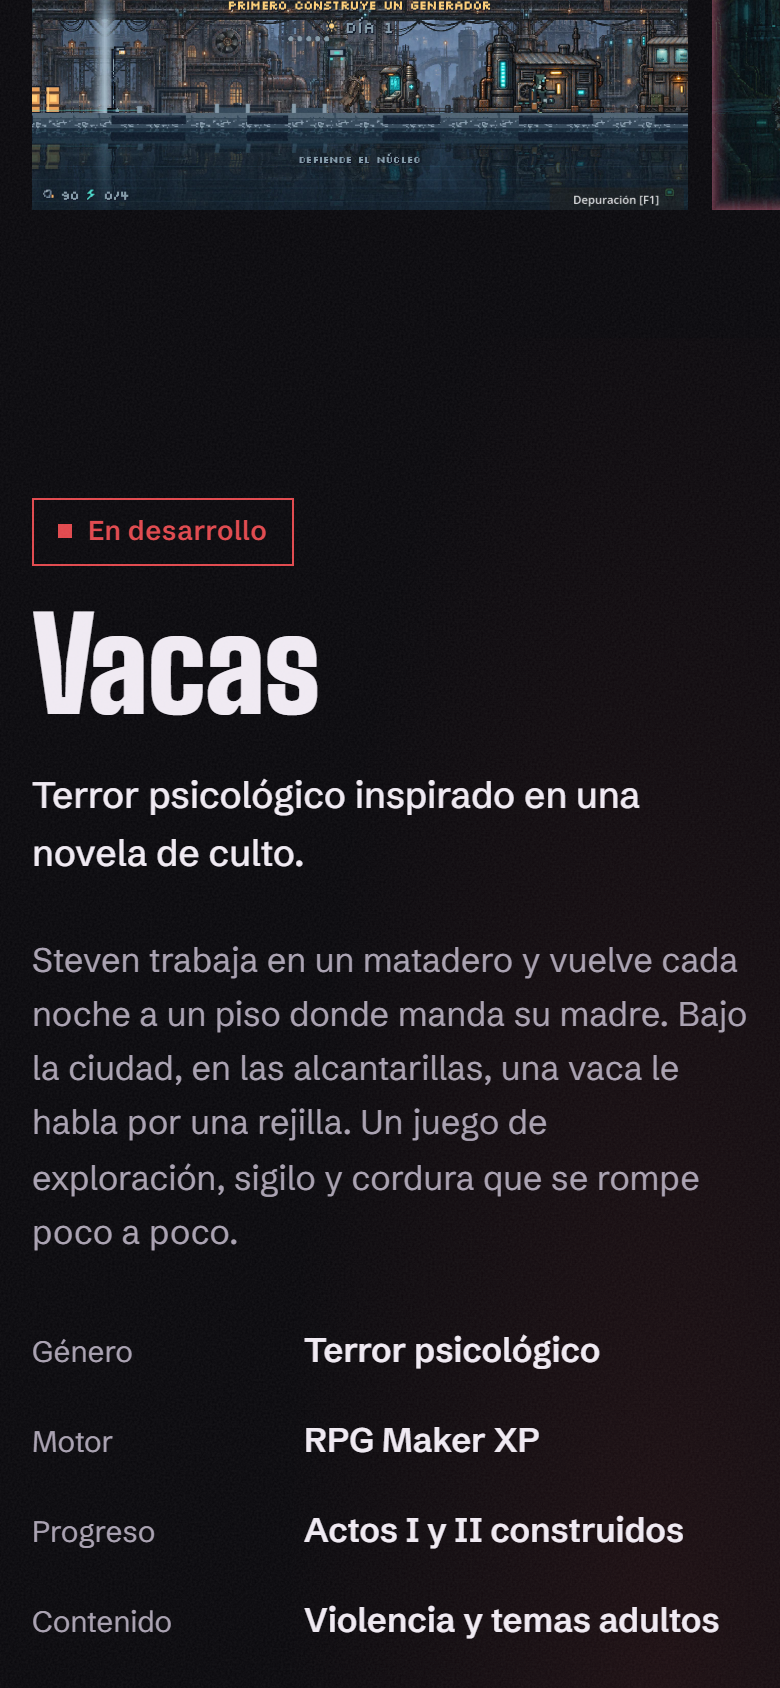 PRIMERO CONSTRUYE UN GENERADOR
DÍA 1
DEFIENDE EL NÚCLEO
90 0/4
Depuración [F1]
En desarrollo
Vacas
Terror psicológico inspirado en una
novela de culto.
Steven trabaja en un matadero y vuelve cada
noche a un piso donde manda su madre. Bajo
la ciudad, en las alcantarillas, una vaca le
habla por una rejilla. Un juego de
exploración, sigilo y cordura que se rompe
poco a poco.
Género Terror psicológico
Motor RPG Maker XP
Progreso Actos I y II construidos
Contenido Violencia y temas adultos